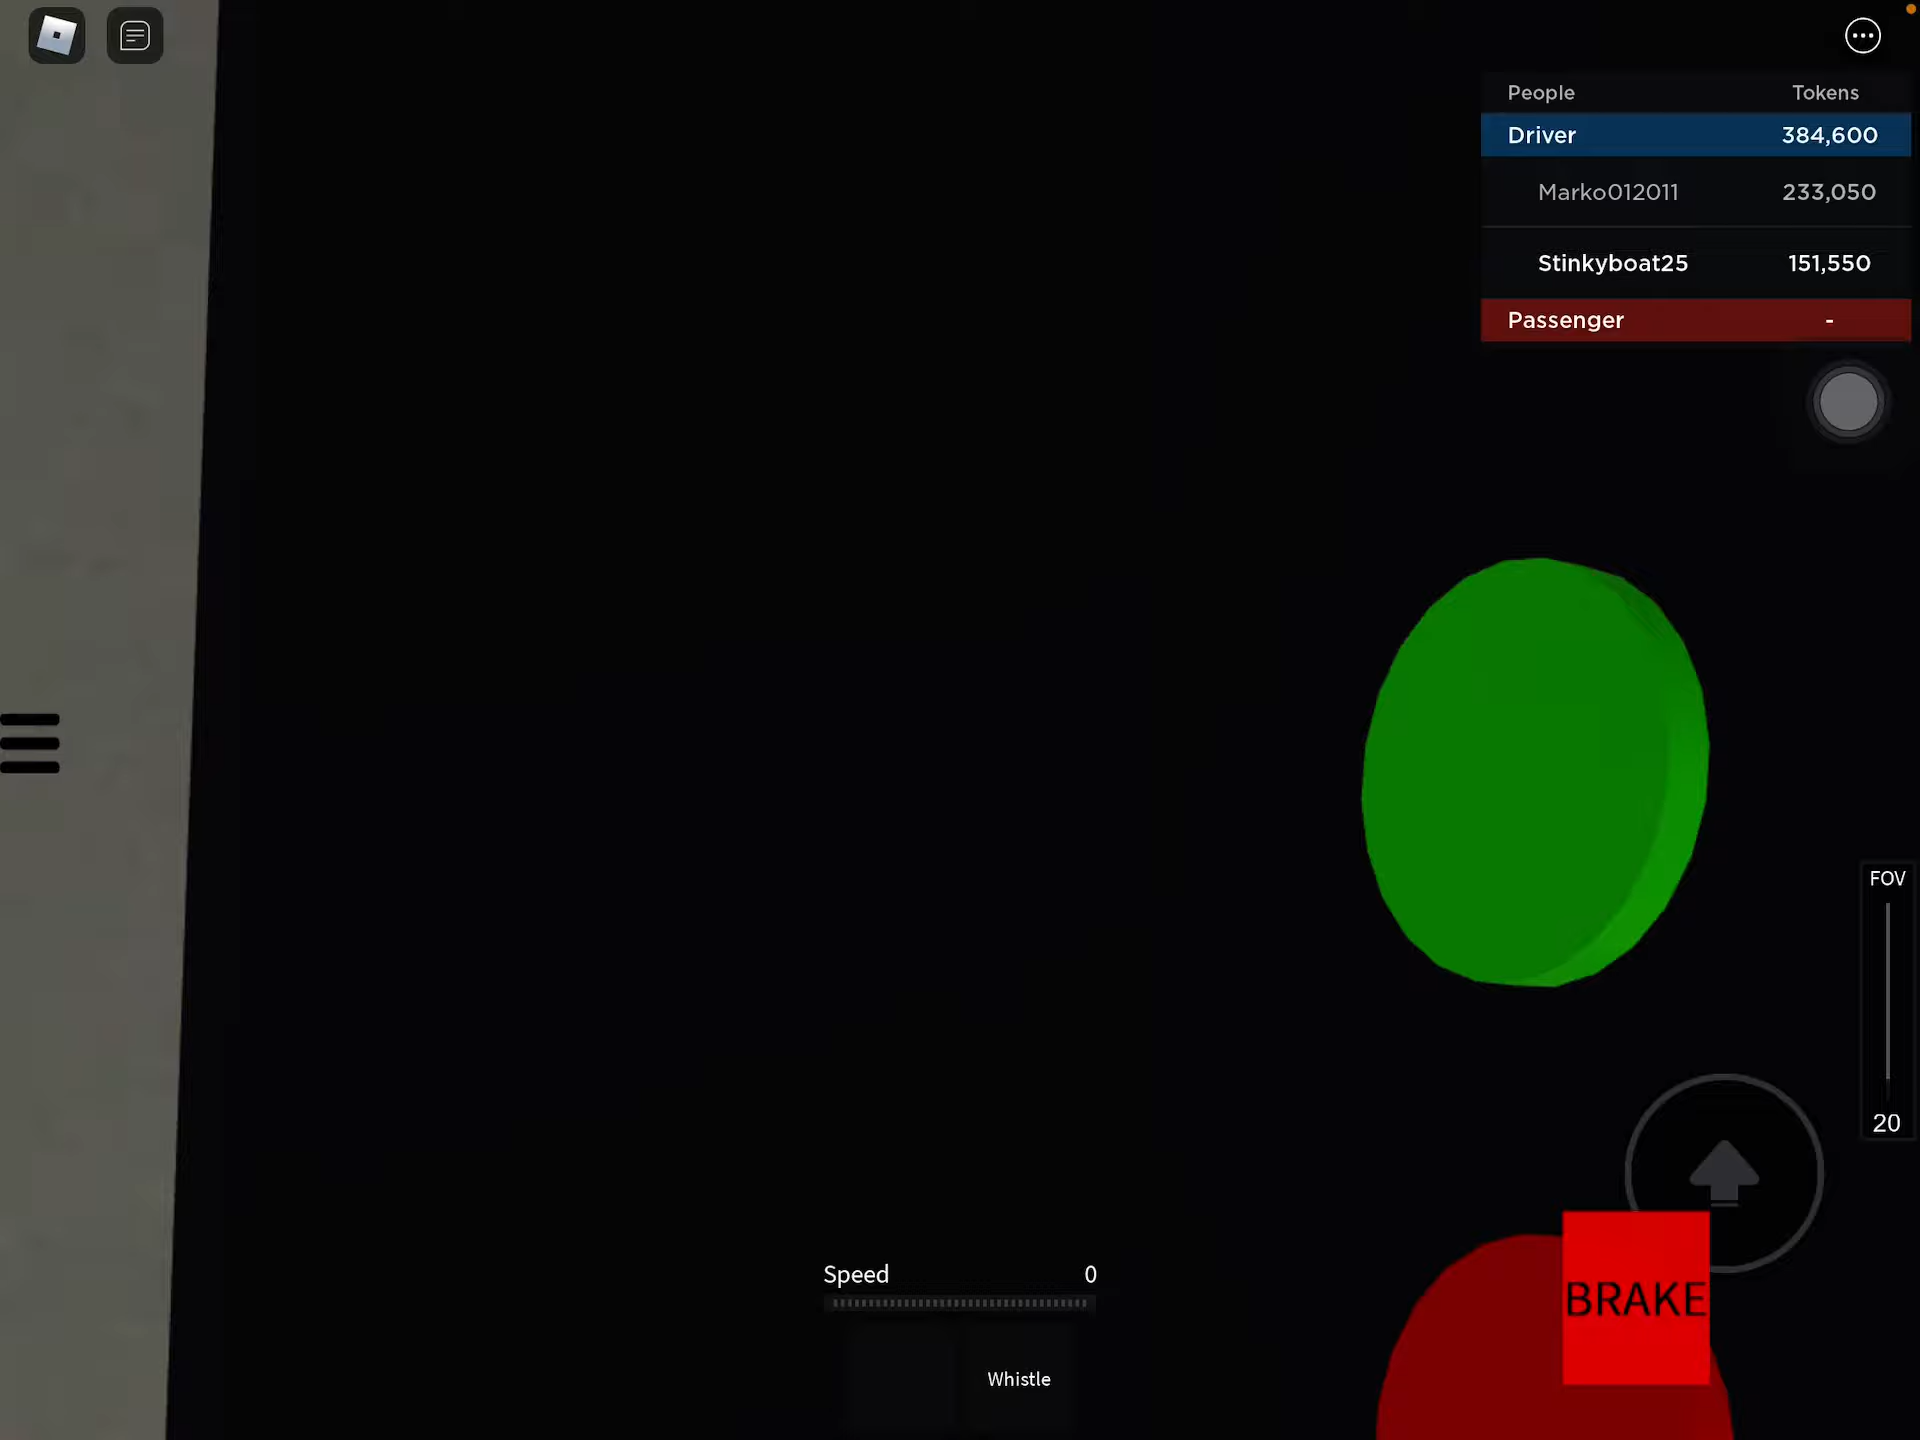 People Tokens
Driver 384,600
Marko012011 233,050
Stinkyboat25 151,550
Passenger -
FOV
20
Speed 0
BRAKE
Whistle